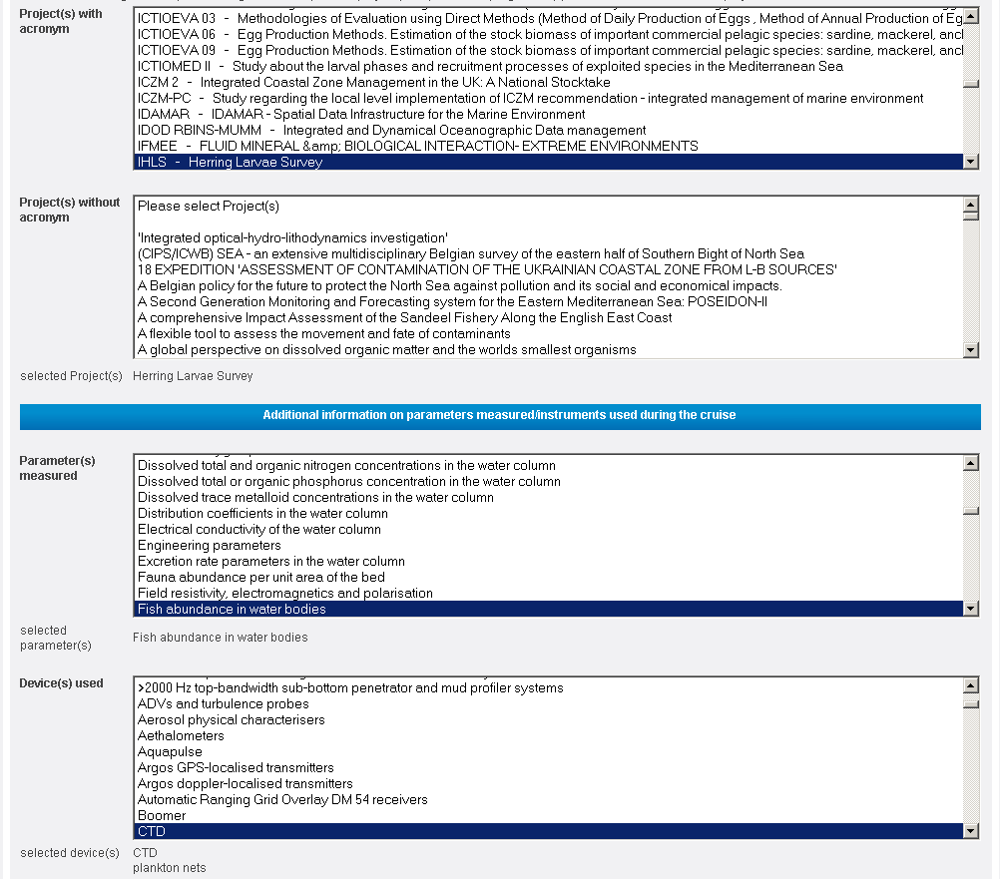 Project(s) with
acronym
ICTIOEVA 03 - Methodologies of Evaluation using Direct Methods (Method of Daily Production of Eggs , Method of Annual Production of Eg
ICTIOEVA 06 - Egg Production Methods. Estimation of the stock biomass of important commercial pelagic species: sardine, mackerel, anch
ICTIOEVA 09 - Egg Production Methods. Estimation of the stock biomass of important commercial pelagic species: sardine, mackerel, anch
ICTIOMED II - Study about the larval phases and recruitment processes of exploited species in the Mediterranean Sea
ICZM 2 - Integrated Coastal Zone Management in the UK: A National Stocktake
ICZM-PC - Study regarding the local level implementation of ICZM recommendation - integrated management of marine environment
IDAMAR - IDAMAR - Spatial Data Infrastructure for the Marine Environment
IDOD RBINS-MUMM - Integrated and Dynamical Oceanographic Data management
IFMEE - FLUID MINERAL &amp; BIOLOGICAL INTERACTION- EXTREME ENVIRONMENTS
IHLS - Herring Larvae Survey
Project(s) without
acronym
Please select Project(s)
'Integrated optical-hydro-lithodynamics investigation'
(CIPS/ICWB) SEA - an extensive multidisciplinary Belgian survey of the eastern half of Southern Bight of North Sea
18 EXPEDITION 'ASSESSMENT OF CONTAMINATION OF THE UKRAINIAN COASTAL ZONE FROM L-B SOURCES'
A Belgian policy for the future to protect the North Sea against pollution and its social and economical impacts.
A Second Generation Monitoring and Forecasting system for the Eastern Mediterranean Sea: POSEIDON-II
A comprehensive Impact Assessment of the Sandeel Fishery Along the English East Coast
A flexible tool to assess the movement and fate of contaminants
A global perspective on dissolved organic matter and the worlds smallest organisms
selected Project(s) Herring Larvae Survey
Additional information on parameters measured/instruments used during the cruise
Parameter(s)
measured
Dissolved total and organic nitrogen concentrations in the water column
Dissolved total or organic phosphorus concentration in the water column
Dissolved trace metalloid concentrations in the water column
Distribution coefficients in the water column
Electrical conductivity of the water column
Engineering parameters
Excretion rate parameters in the water column
Fauna abundance per unit area of the bed
Field resistivity, electromagnetics and polarisation
Fish abundance in water bodies
selected
parameter(s)
Fish abundance in water bodies
Device(s) used
>2000 Hz top-bandwidth sub-bottom penetrator and mud profiler systems
ADVs and turbulence probes
Aerosol physical characterisers
Aethalometers
Aquapulse
Argos GPS-localised transmitters
Argos doppler-localised transmitters
Automatic Ranging Grid Overlay DM 54 receivers
Boomer
CTD
selected device(s) CTD
plankton nets